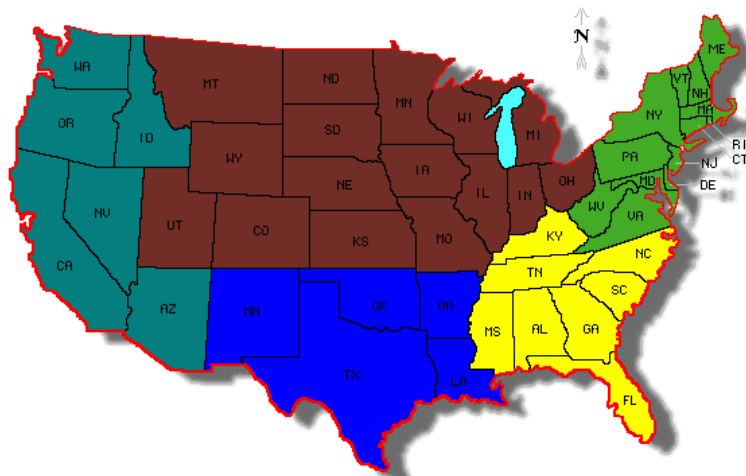 N
ME
WA
VT
NH
MT
ND
MN
NY
MA
OR
ID
WI
MI
RI
CT
SD
PA
NJ
WY
IA
MD
DE
NE
IL
IN
OH
WV
VA
NV
UT
CO
KS
MO
KY
NC
CA
TN
SC
AZ
NM
OK
AR
MS
AL
GA
TX
LA
FL